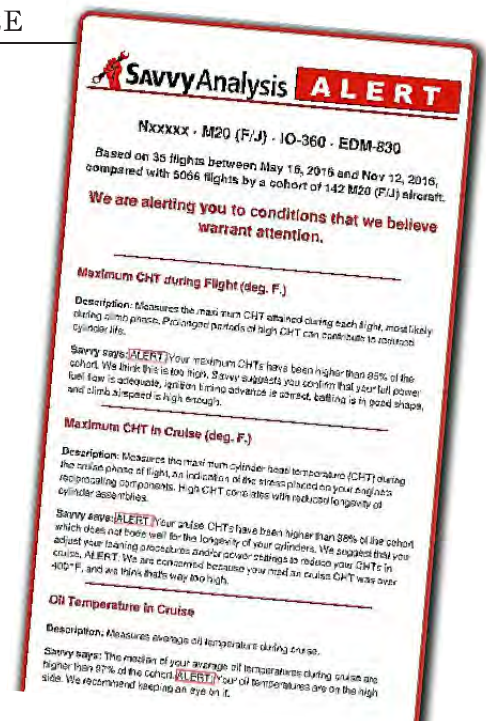 LE
SAVVY Analysis ALERT
Nxxxxx - M20 (F/J) - IO-360 - EDM-830
Based on 35 flights between May 16, 2016 and Nov 12, 2016,
compared with 5066 flights by a cohort of 142 M20 (F/J) aircraft.
We are alerting you to conditions that we believe
warrant attention.
Maximum CHT during Flight (deg. F.)
Description: Measures the maximum CHT attained during each flight, most likely
during climb phase. Prolonged periods of high CHT can contribute to reduced
cylinder life.
Savvy says: ALERT Your maximum CHTs have been higher than of the
cohort. We think this is too high. Savvy suggests you confirm that your full power
fuel flow is adequate, ignition timing advance is correct, baffling is in good shape,
and climb airspeed is high enough.
Maximum CHT in Cruise (deg. F.)
Description: Measures the maximum cylinder head temperature (CHT) during
the cruise phase of flight, an indication of the stress placed on your engine's
reciprocating components. High CHT correlates with reduced longevity of
cylinder assemblies.
Savvy says: ALERT Your cruise CHTs have been higher than of the cohort
which does not bode well for the longevity of your cylinders. We suggest that you
adjust your leaning procedures and/or power settings to reduce your CHTs in
cruise. ALERT. We are concerned because your cruise CHT was over
400°F, and we think that's way too high.
Oil Temperature in Cruise
Description: Measures average oil temperature during cruise.
Savvy says: The median of your average oil temperatures during cruise are
higher than 97% of the cohort. ALERT Your oil temperatures are on the high
side. We recommend keeping an eye on it.